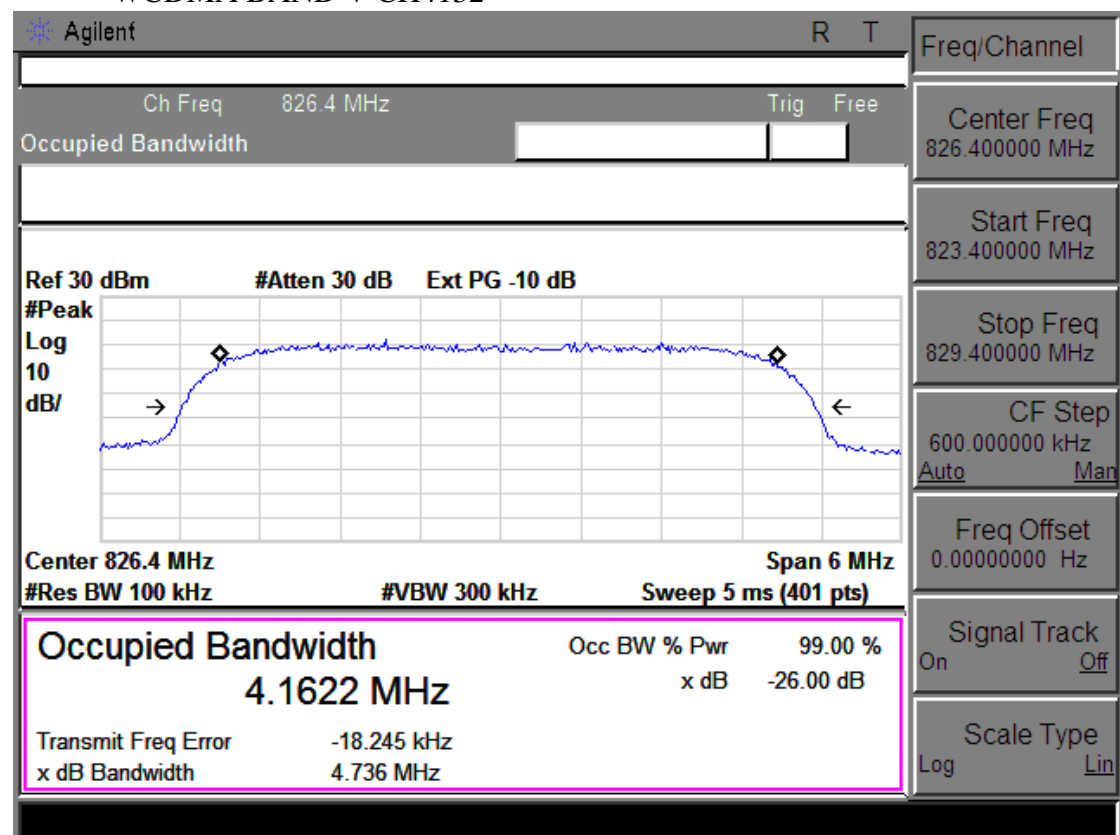 WCDMA BAND V CH4132
Agilent R T
Ch Freq 826.4 MHz Trig Free
Occupied Bandwidth
Ref 30 dBm #Atten 30 dB Ext PG -10 dB
#Peak
Log
10
dB/
Center 826.4 MHz Span 6 MHz
#Res BW 100 kHz #VBW 300 kHz Sweep 5 ms (401 pts)
Occupied Bandwidth
4.1622 MHz
Occ BW % Pwr 99.00 %
x dB -26.00 dB
Transmit Freq Error -18.245 kHz
x dB Bandwidth 4.736 MHz
Freq/Channel
Center Freq
826.400000 MHz
Start Freq
823.400000 MHz
Stop Freq
829.400000 MHz
CF Step
600.000000 kHz
Auto Man
Freq Offset
0.00000000 Hz
Signal Track
On Off
Scale Type
Log Lin